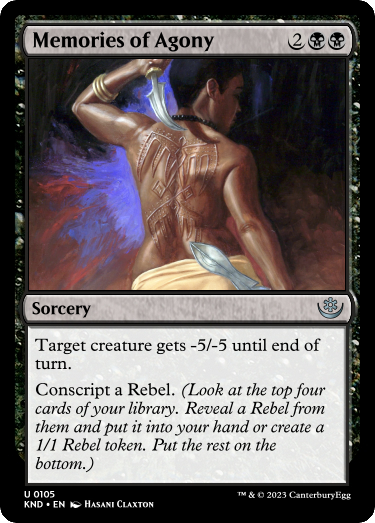 Memories of Agony 2
Sorcery
Target creature gets -5/-5 until end of
turn.
Conscript a Rebel. (Look at the top four
cards of your library. Reveal a Rebel from
them and put it into your hand or create a
1/1 Rebel token. Put the rest on the
bottom.)
U 0105
KND • EN HASANI CLAXTON
™ & © 2023 CanterburyEgg